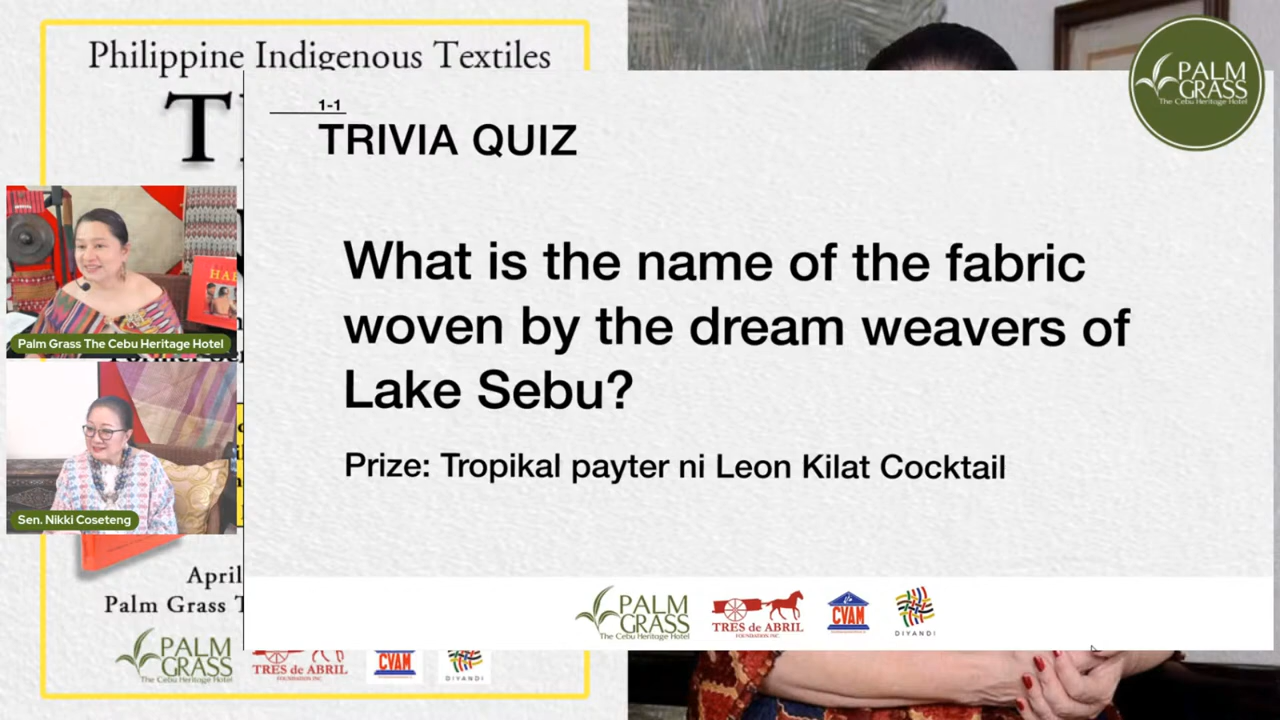 Philippine Indigenous Textiles
T
1-1
TRIVIA QUIZ
What is the name of the fabric
woven by the dream weavers of
Lake Sebu?
Prize: Tropikal payter ni Leon Kilat Cocktail
PALM
GRASS
The Cebu Heritage Hotel
HAB
Palm Grass The Cebu Heritage Hotel
Sen. Nikki Coseteng
April
Palm Grass T
PALM
GRASS
The Cebu Heritage Hotel
TRES de ABRIL
FOUNDATION INC.
CVAM
DIYANDI
PALM
GRASS
The Cebu Heritage Hotel
TRES de ABRIL
FOUNDATION INC
CVAM
DIYANDI